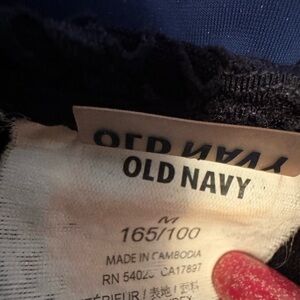 OLD NAVY
OLD NAVY
M
165/100
MADE IN CAMBODIA
RN 54023 CA17897